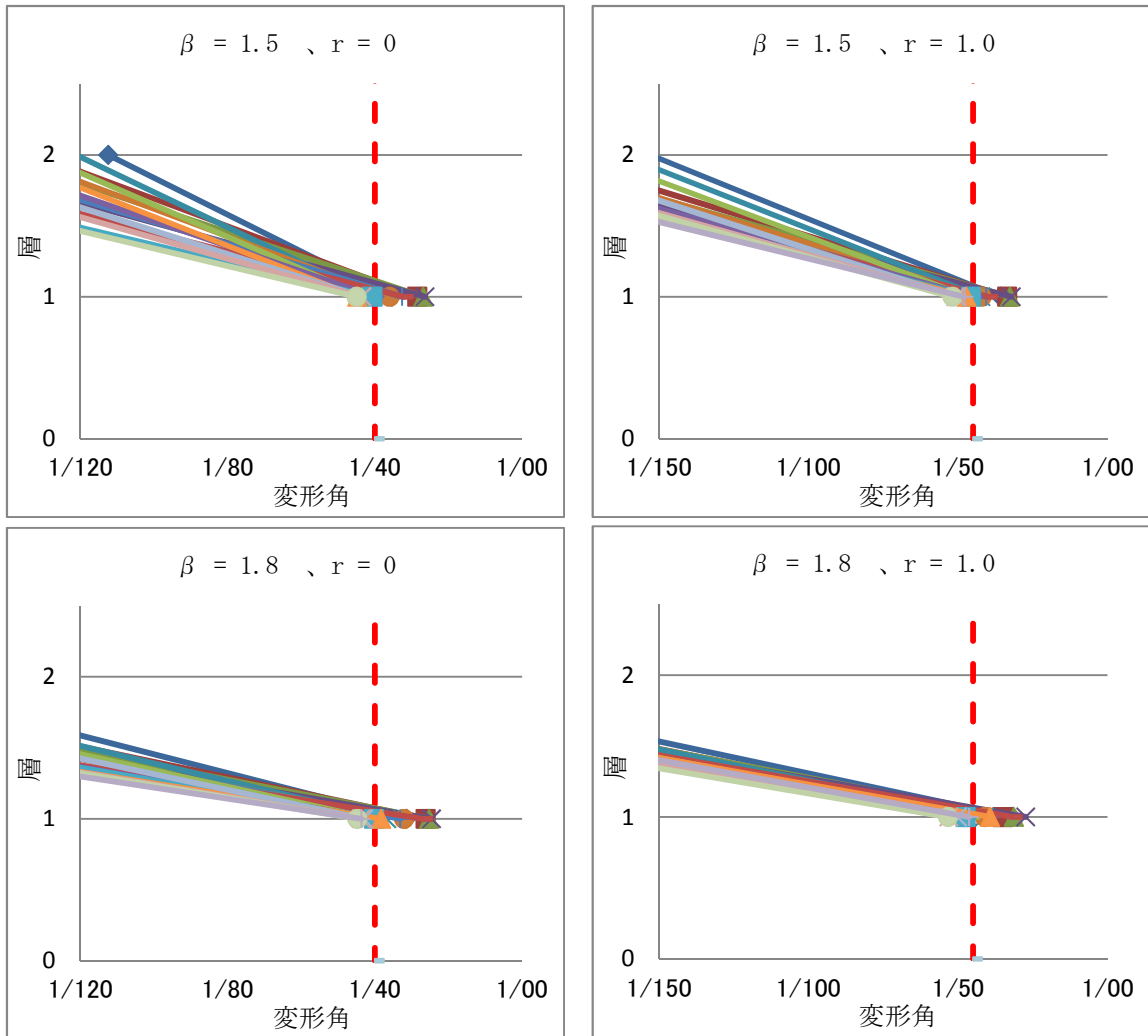 β = 1.5 、r = 0
2
1
0
層
1/120 1/80 1/40 1/00
変形角
β = 1.5 、r = 1.0
2
1
0
層
1/150 1/100 1/50 1/00
変形角
β = 1.8 、r = 0
2
1
0
層
1/120 1/80 1/40 1/00
変形角
β = 1.8 、r = 1.0
2
1
0
層
1/150 1/100 1/50 1/00
変形角